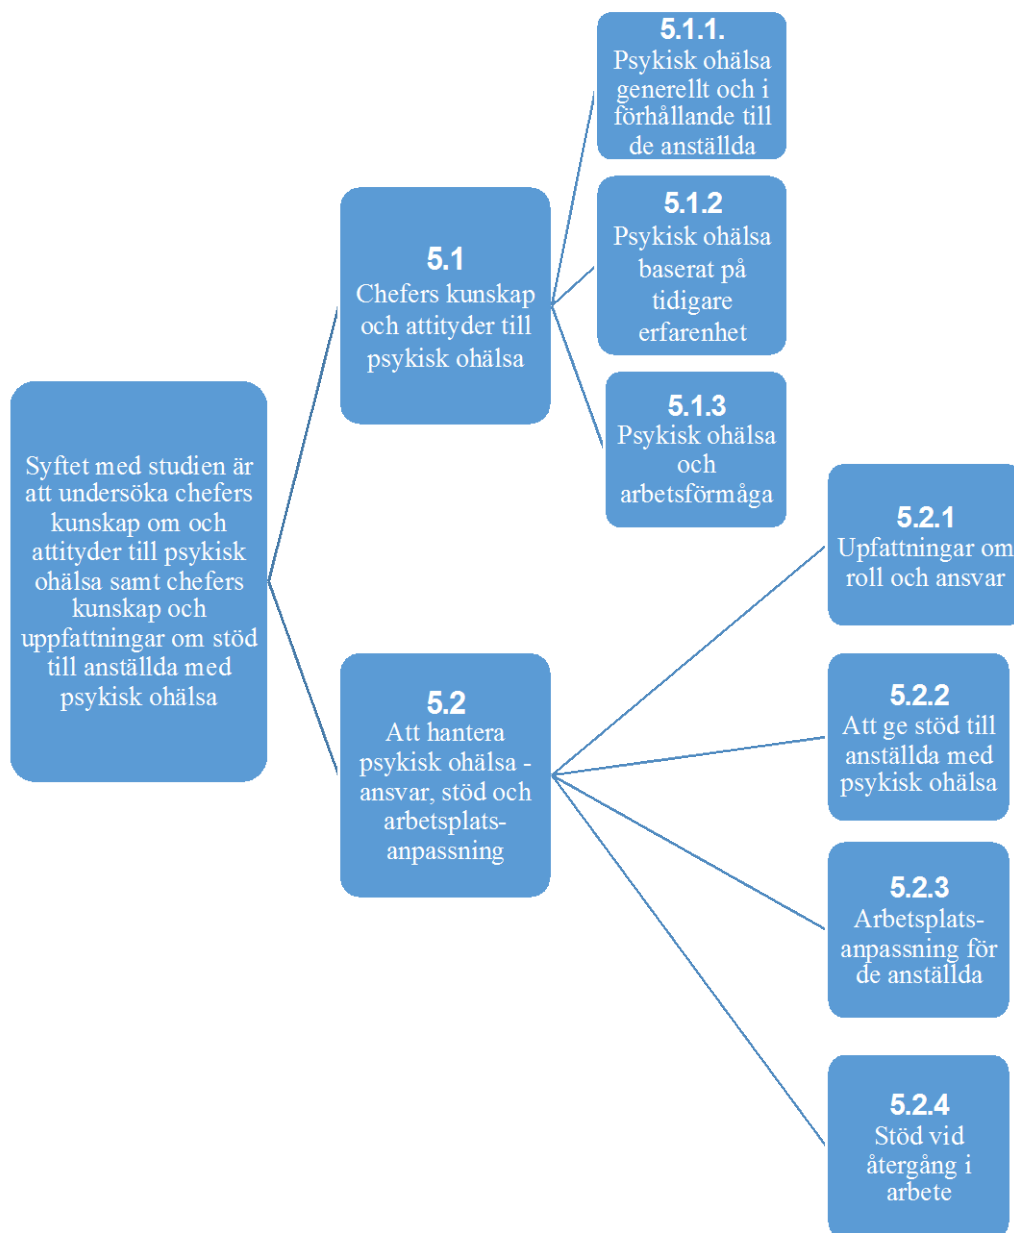 Syftet med studien är
att undersöka chefers
kunskap om och
attityder till psykisk
ohälsa samt chefers
kunskap och
uppfattningar om stöd
till anställda med
psykisk ohälsa
5.1
Chefers kunskap
och attityder till
psykisk ohälsa
5.1.1.
Psykisk ohälsa
generellt och i
förhållande till
de anställda
5.1.2
Psykisk ohälsa
baserat på
tidigare
erfarenhet
5.1.3
Psykisk ohälsa
och
arbetsförmåga
5.2
Att hantera
psykisk ohälsa -
ansvar, stöd och
arbetsplats-
anpassning
5.2.1
Upfattningar om
roll och ansvar
5.2.2
Att ge stöd till
anställda med
psykisk ohälsa
5.2.3
Arbetsplats-
anpassning för
de anställda
5.2.4
Stöd vid
återgång i
arbete